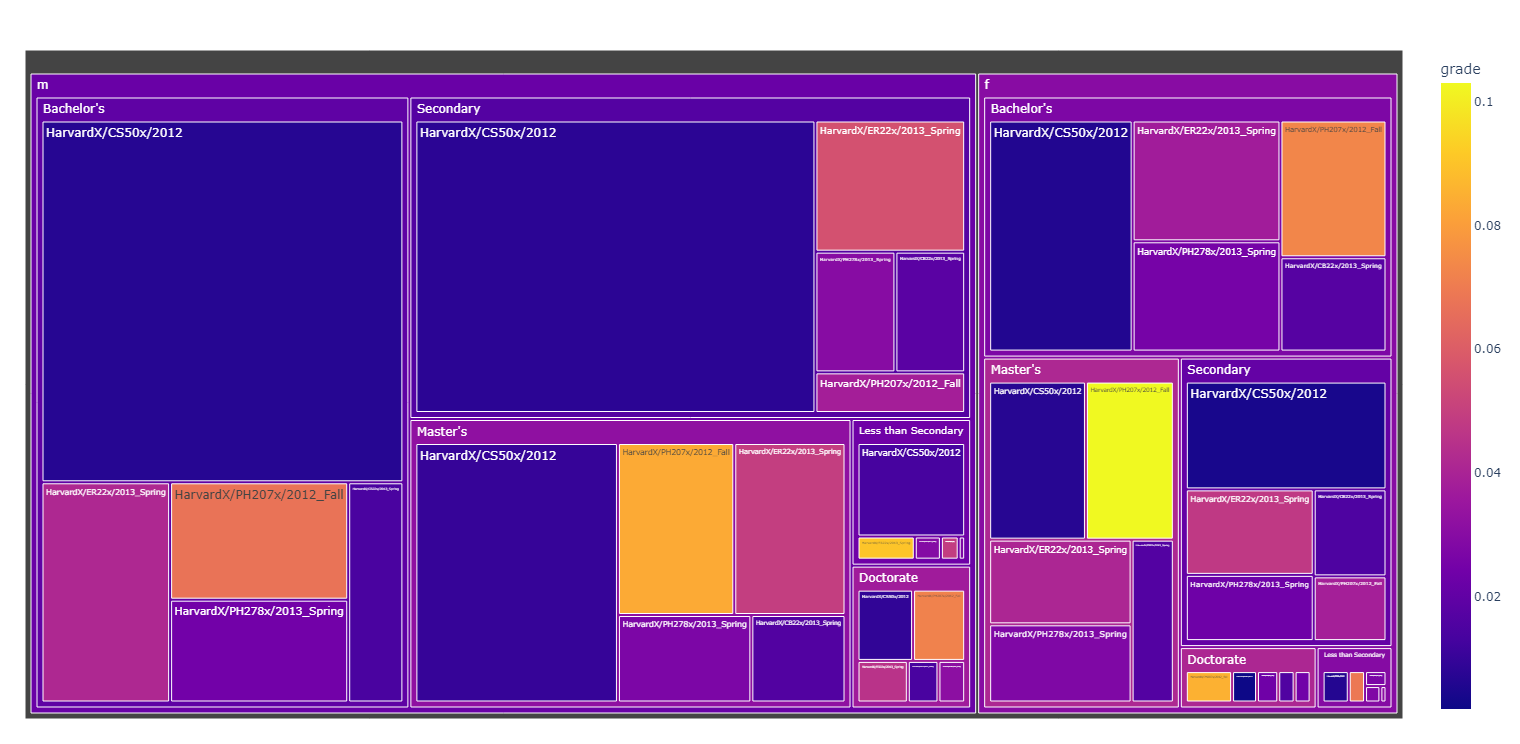 grade
m
f
Bachelor's
Secondary
Bachelor's
HarvardX/CS50x/2012
HarvardX/CS50x/2012
HarvardX/ER22x/2013_Spring
HarvardX/CS50x/2012
HarvardX/ER22x/2013_Spring
HarvardX/PH207x/2012_Fall
0.1
0.08
HarvardX/PH278x/2013_Spring
HarvardX/PH278x/2013_Spring
HarvardX/CB22x/2013_Spring
HarvardX/CB22x/2013_Spring
0.06
HarvardX/PH207x/2012_Fall
Master's
Secondary
HarvardX/CS50x/2012
HarvardX/PH207x/2012_Fall
HarvardX/CS50x/2012
Master's
Less than Secondary
HarvardX/CS50x/2012
HarvardX/PH207x/2012_Fall
HarvardX/ER22x/2013_Spring
HarvardX/CS50x/2012
0.04
HarvardX/ER22x/2013_Spring
HarvardX/PH207x/2012_Fall
HarvardX/CB22x/2013_Spring
HarvardX/ER22x/2013_Spring
HarvardX/CB22x/2013_Spring
HarvardX/ER22x/2013_Spring
Doctorate
HarvardX/PH278x/2013_Spring
HarvardX/PH207x/2012_Fall
HarvardX/CS50x/2012
0.02
HarvardX/PH278x/2013_Spring
HarvardX/PH278x/2013_Spring
HarvardX/CB22x/2013_Spring
HarvardX/PH278x/2013_Spring
Doctorate
Less than Secondary